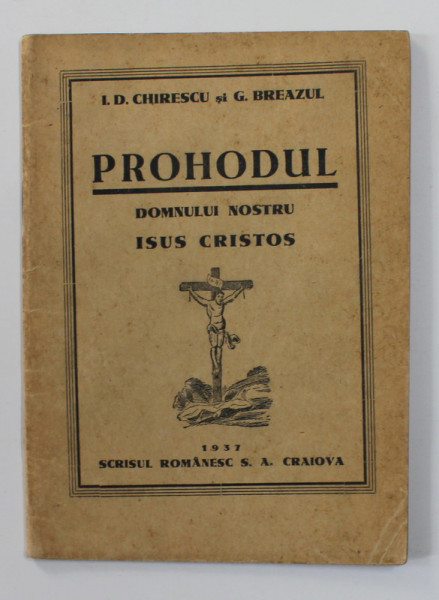 I. D. CHIRESCU și G. BREAZUL
PROHODUL
DOMNULUI NOSTRU
ISUS CRISTOS
1937
SCRISUL ROMÂNESC S. A. CRAIOVA